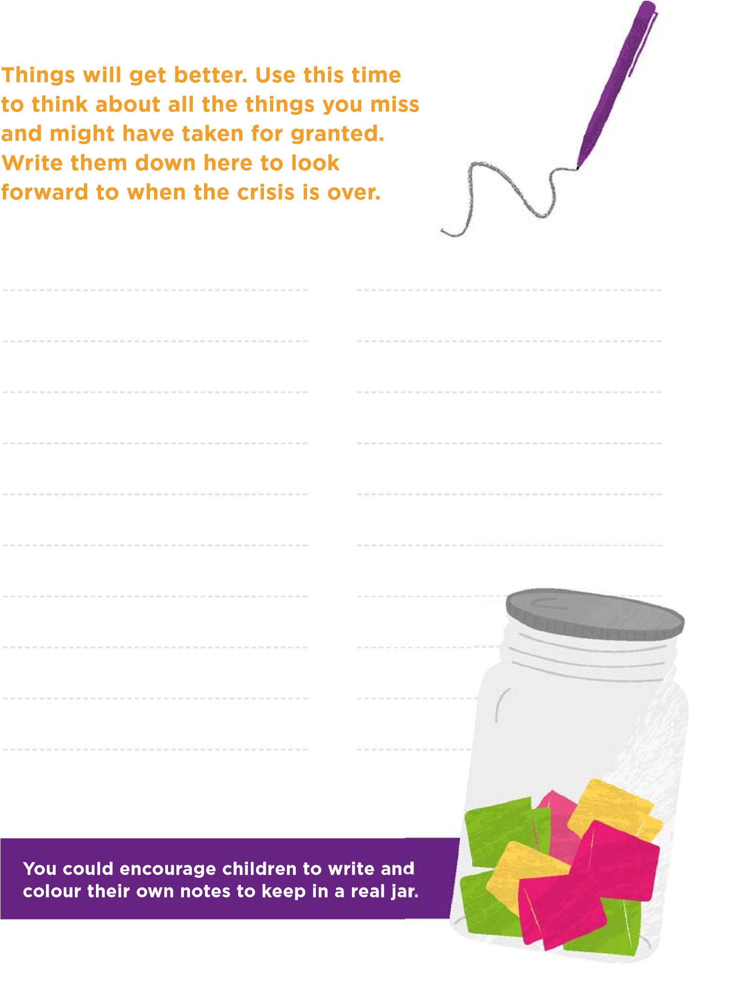 Things will get better. Use this time
to think about all the things you miss
and might have taken for granted.
Write them down here to look
forward to when the crisis is over.
You could encourage children to write and
colour their own notes to keep in a real jar.